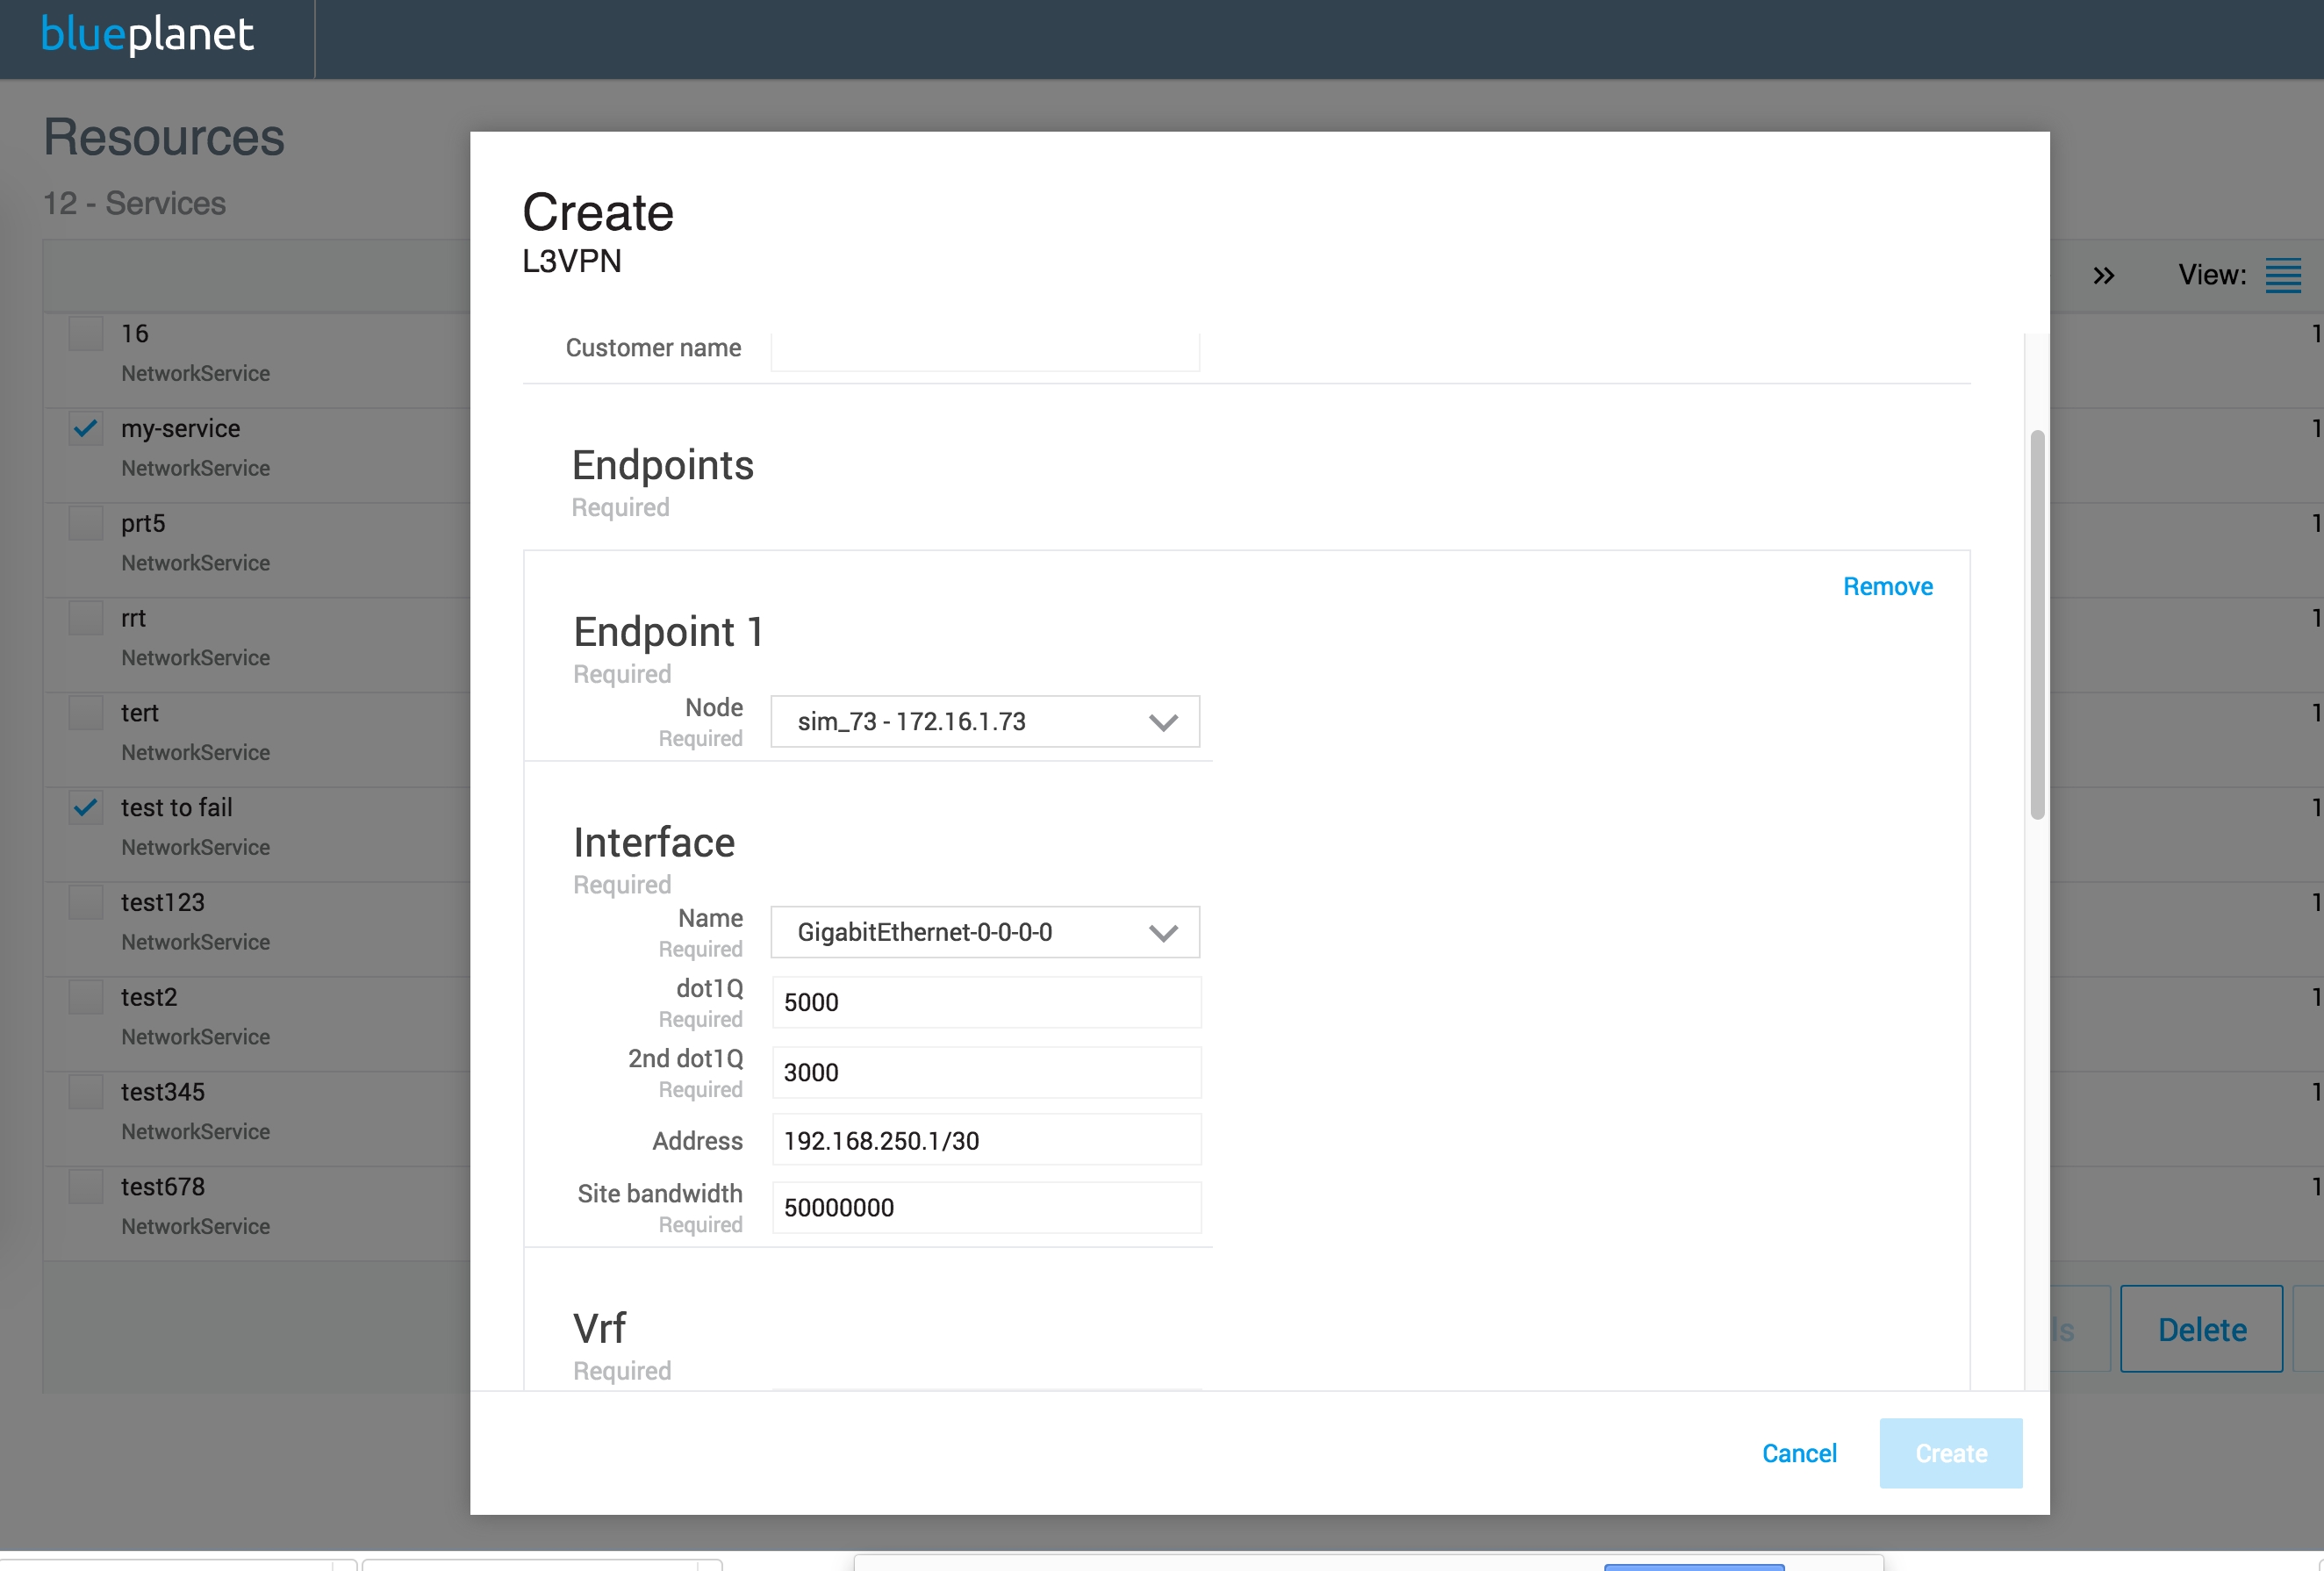 blueplanet
Resources
12 - Services
View:
16
NetworkService
my-service
NetworkService
prt5
NetworkService
rrt
NetworkService
tert
NetworkService
test to fail
NetworkService
test123
NetworkService
test2
NetworkService
test345
NetworkService
test678
NetworkService
1
1
1
1
1
1
1
1
1
1
Delete
Create
L3VPN
Customer name
Endpoints
Required
Remove
Endpoint 1
Required
Node
Required
sim_73 - 172.16.1.73
Interface
Required
Name
Required
GigabitEthernet-0-0-0-0
dot1Q
Required
5000
2nd dot1Q
Required
3000
Address
192.168.250.1/30
Site bandwidth
Required
50000000
Vrf
Required
Cancel
Create